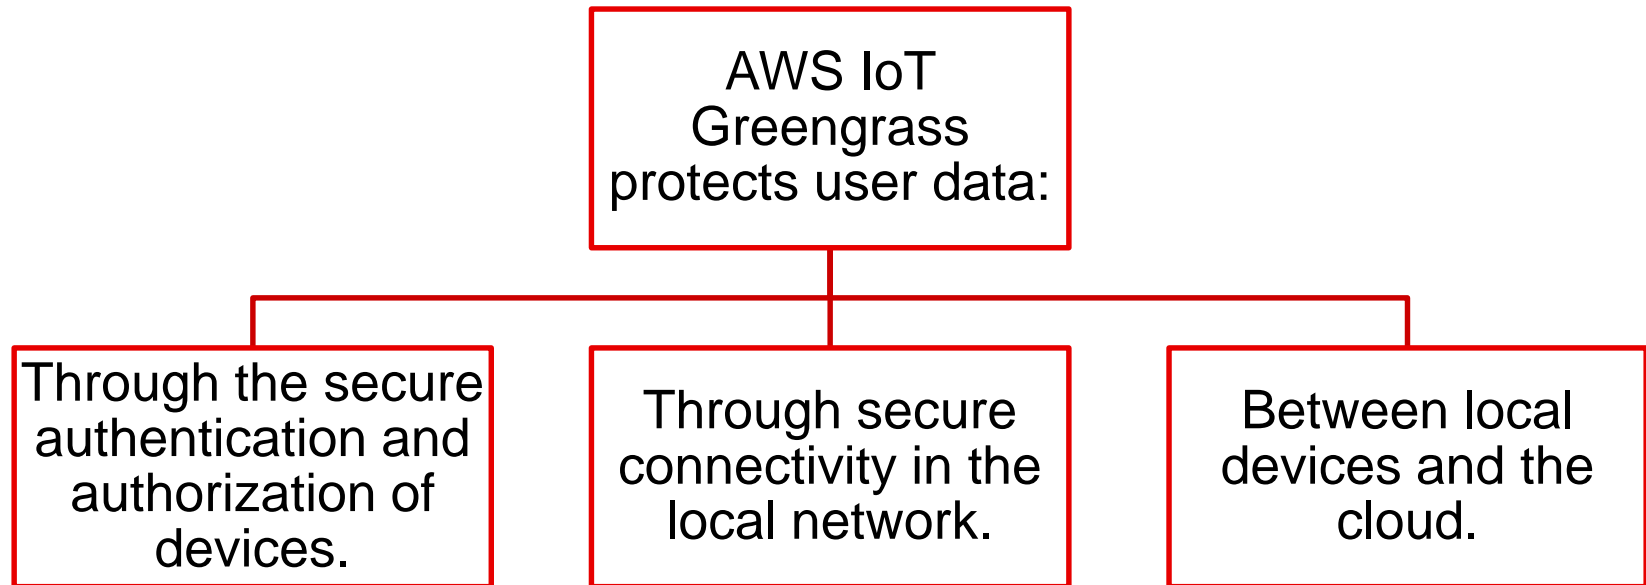 AWS IoT
Greengrass
protects user data:
Through the secure
authentication and
authorization of
devices.
Through secure
connectivity in the
local network.
Between local
devices and the
cloud.